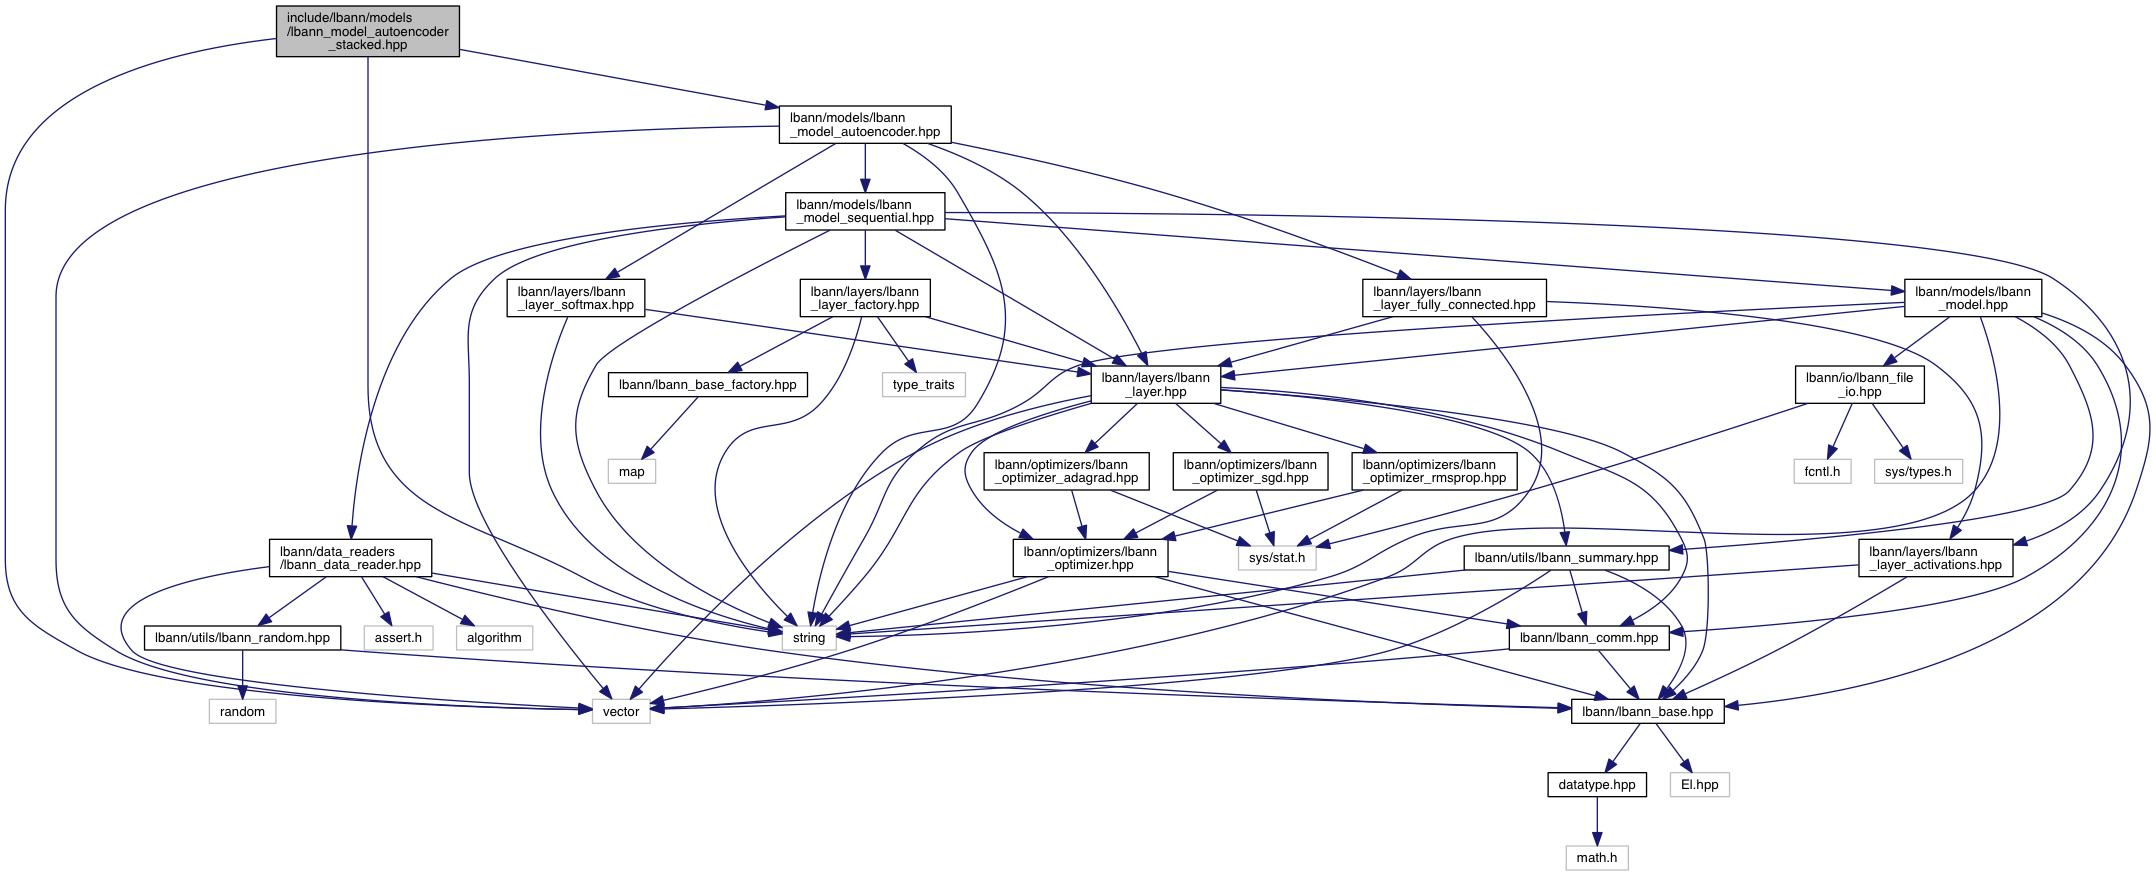 include/lbann/models
/lbann_model_autoencoder
_stacked.hpp
lbann/models/lbann
_model_autoencoder.hpp
lbann/models/lbann
_model_sequential.hpp
lbann/layers/lbann
_layer_softmax.hpp
lbann/layers/lbann
_layer_factory.hpp
lbann/layers/lbann
_layer_fully_connected.hpp
lbann/models/lbann
_model.hpp
lbann/lbann_base_factory.hpp
type_traits
lbann/layers/lbann
_layer.hpp
lbann/io/lbann_file
_io.hpp
map
lbann/optimizers/lbann
_optimizer_adagrad.hpp
lbann/optimizers/lbann
_optimizer_sgd.hpp
lbann/optimizers/lbann
_optimizer_rmsprop.hpp
fcntl.h
sys/types.h
lbann/data_readers
/lbann_data_reader.hpp
lbann/optimizers/lbann
_optimizer.hpp
sys/stat.h
lbann/utils/lbann_summary.hpp
lbann/layers/lbann
_layer_activations.hpp
lbann/utils/lbann_random.hpp
assert.h
algorithm
string
lbann/lbann_comm.hpp
random
vector
lbann/lbann_base.hpp
datatype.hpp
El.hpp
math.h